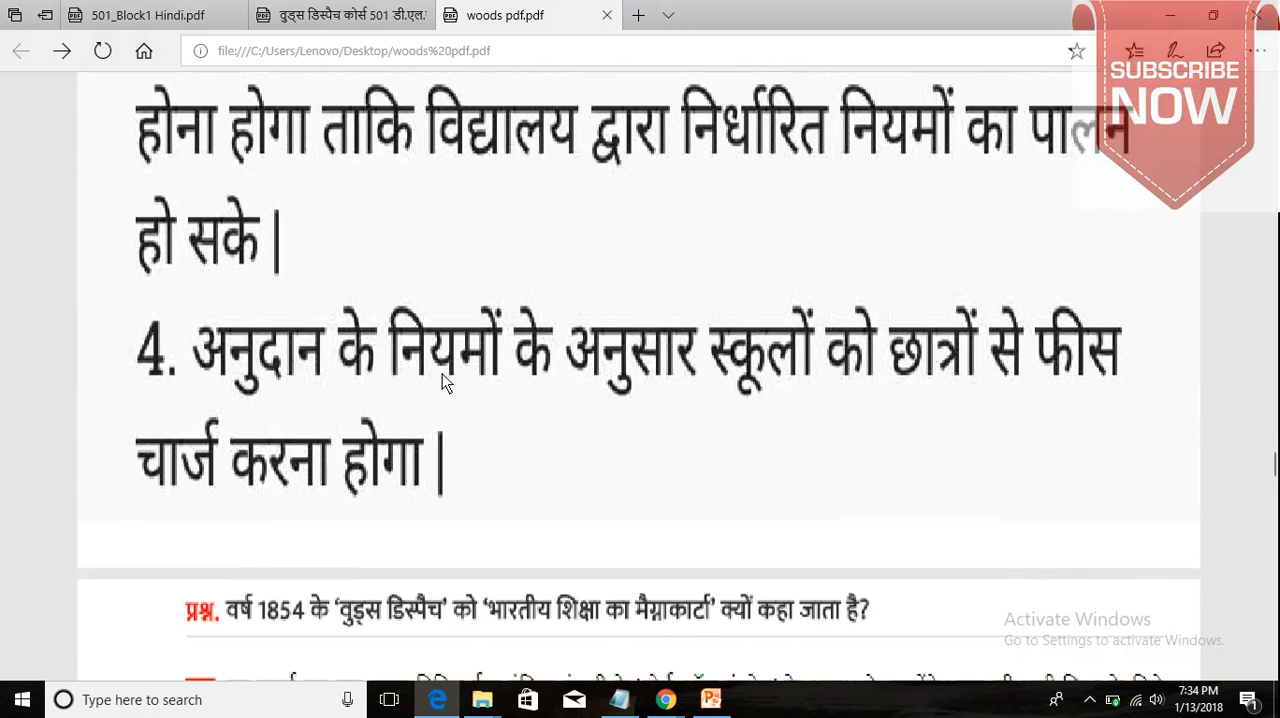 501_Block1 Hindi.pdf
वुड्स डिस्पैच कोर्स 501 डी.एल.
woods pdf.pdf
file:///C:/Users/Lenovo/Desktop/woods%20pdf.pdf
SUBSCRIBE
NOW
होना होगा ताकि विद्यालय द्वारा निर्धारित नियमों का पालन
हो सके |
4. अनुदान के नियमों के अनुसार स्कूलों को छात्रों से फीस
चार्ज करना होगा |
प्रश्न. वर्ष 1854 के ‘वुड्स डिस्पैच’ को ‘भारतीय शिक्षा का मैग्नाकार्टा’ क्यों कहा जाता है?
Activate Windows
Go to Settings to activate Windows.
Type here to search
7:34 PM
1/13/2018